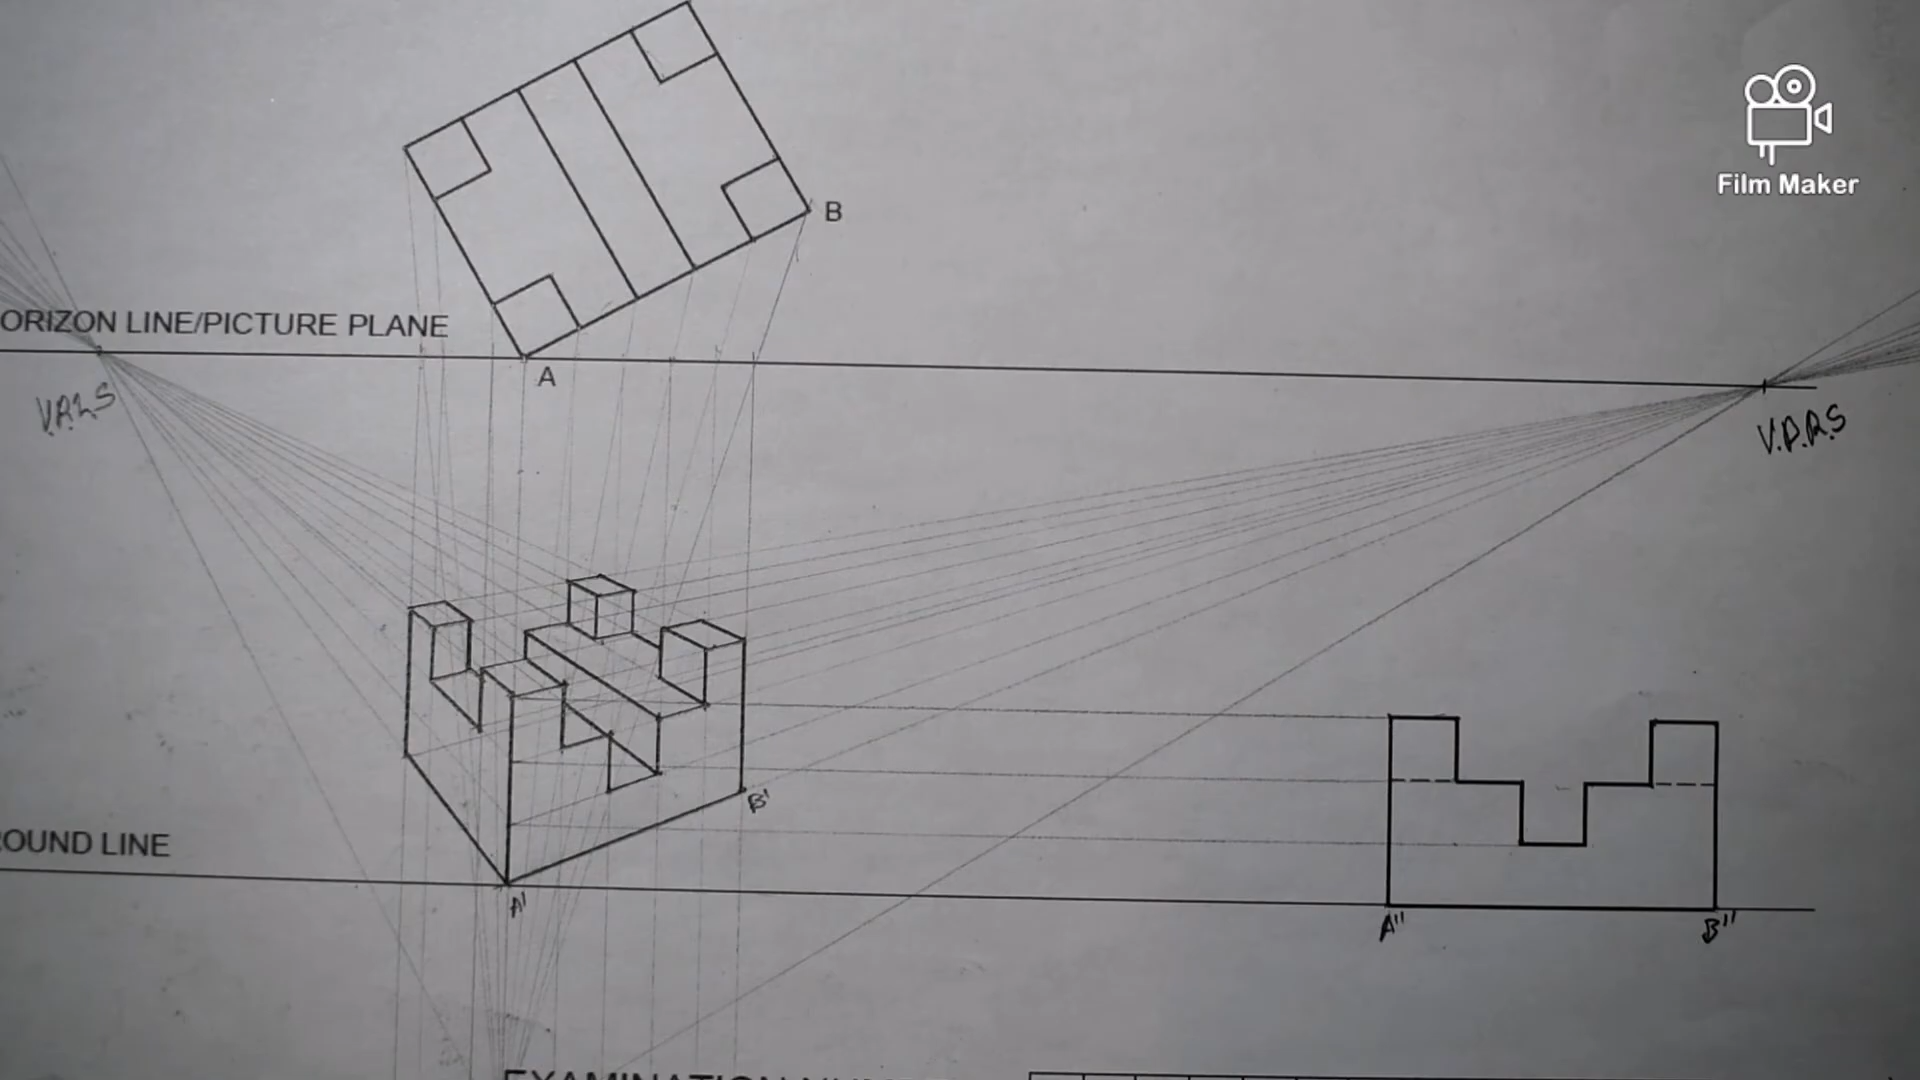 Film Maker
B
ORIZON LINE/PICTURE PLANE
A
V.P.L.S
V.P.R.S
B'
OUND LINE
A'
A''
B''